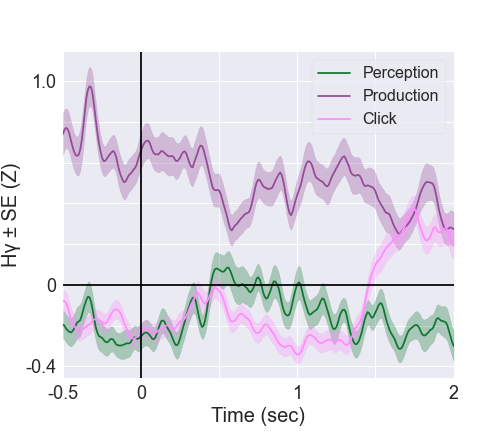 Perception
Production
Click
1.0
0
-0.4
Hγ ± SE (Z)
-0.5
0
1
2
Time (sec)